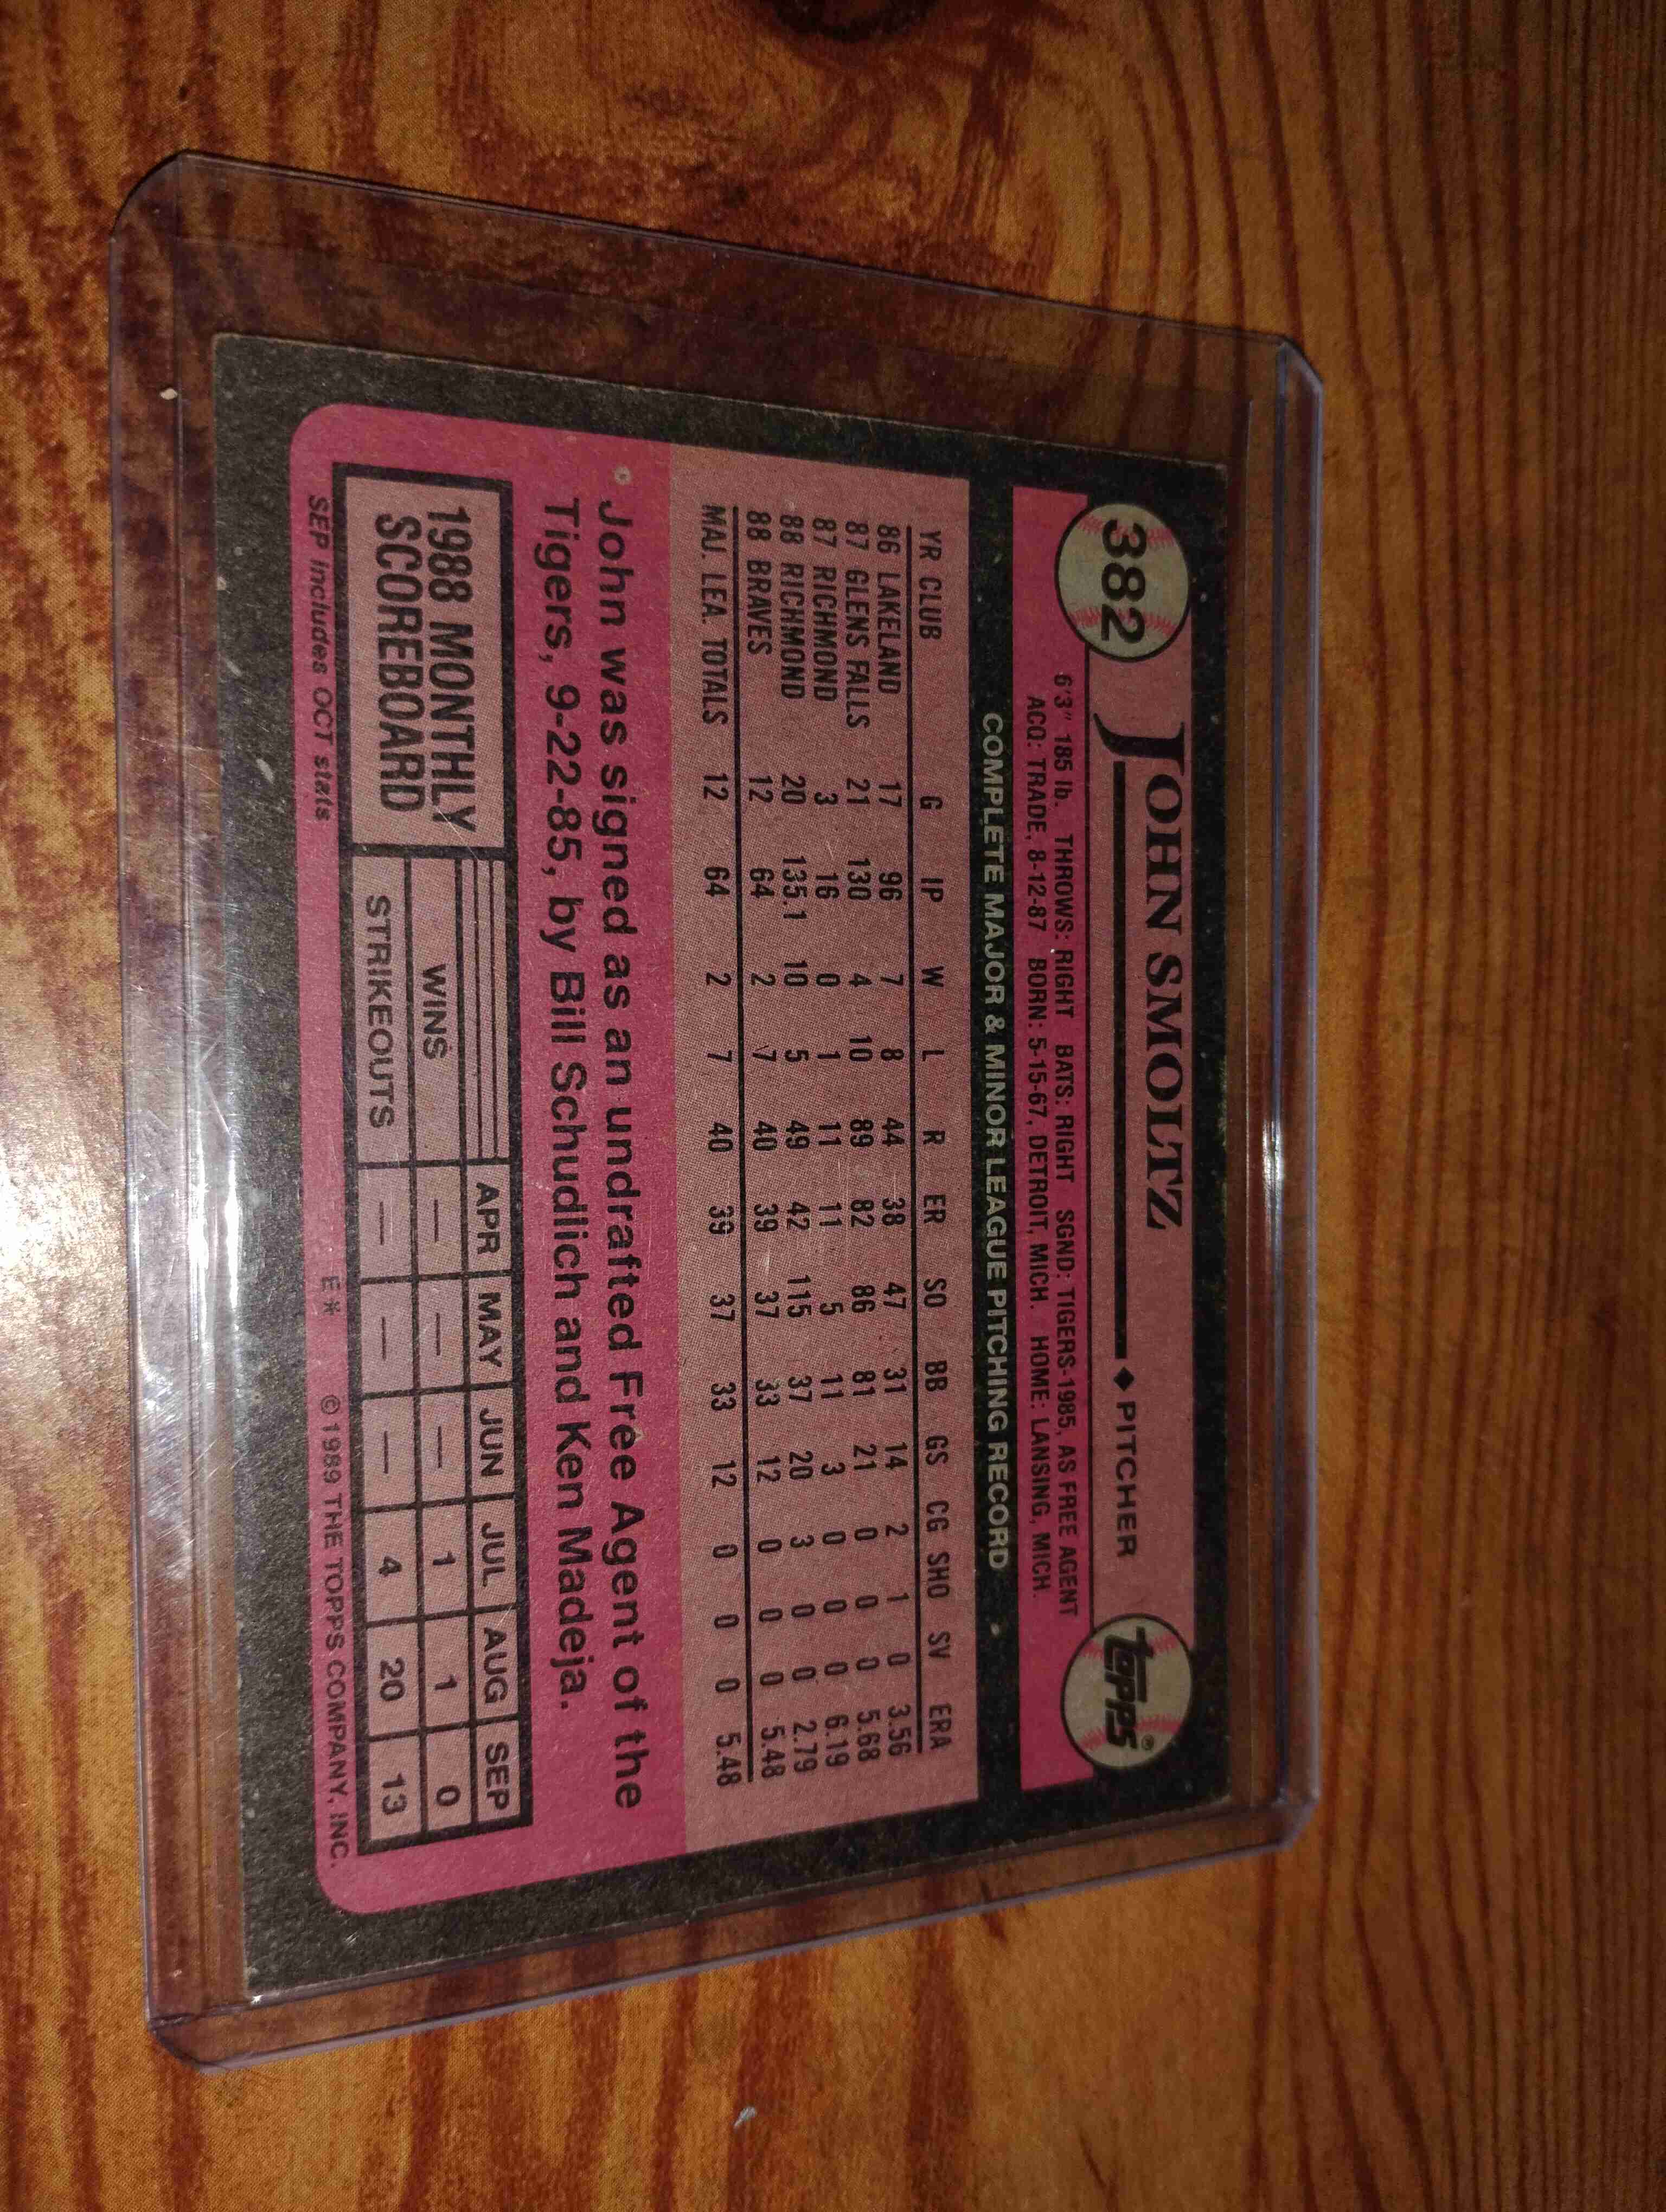 382
JOHN SMOLTZ ◆ PITCHER
topps®
6'3" 185 lb. THROWS: RIGHT BATS: RIGHT SGND: TIGERS-1985, AS FREE AGENT
ACQ: TRADE, 8-12-87 BORN: 5-15-67, DETROIT, MICH. HOME: LANSING, MICH.
COMPLETE MAJOR & MINOR LEAGUE PITCHING RECORD
YR CLUB G IP W L R ER SO BB GS CG SHO SV ERA
86 LAKELAND 17 96 7 8 44 38 47 31 14 2 1 0 3.56
87 GLENS FALLS 21 130 4 10 89 82 86 81 21 0 0 0 5.68
87 RICHMOND 3 16 0 1 11 11 5 11 3 0 0 0 6.19
88 RICHMOND 20 135.1 10 5 49 42 115 37 20 3 0 0 2.79
88 BRAVES 12 64 2 7 40 39 37 33 12 0 0 0 5.48
MAJ. LEA. TOTALS 12 64 2 7 40 39 37 33 12 0 0 0 5.48
John was signed as an undrafted Free Agent of the
Tigers, 9-22-85, by Bill Schudlich and Ken Madeja.
1988 MONTHLY
SCOREBOARD
APR MAY JUN JUL AUG SEP
WINS — — — 1 1 0
STRIKEOUTS — — — 4 20 13
SEP includes OCT stats E* © 1989 THE TOPPS COMPANY, INC.